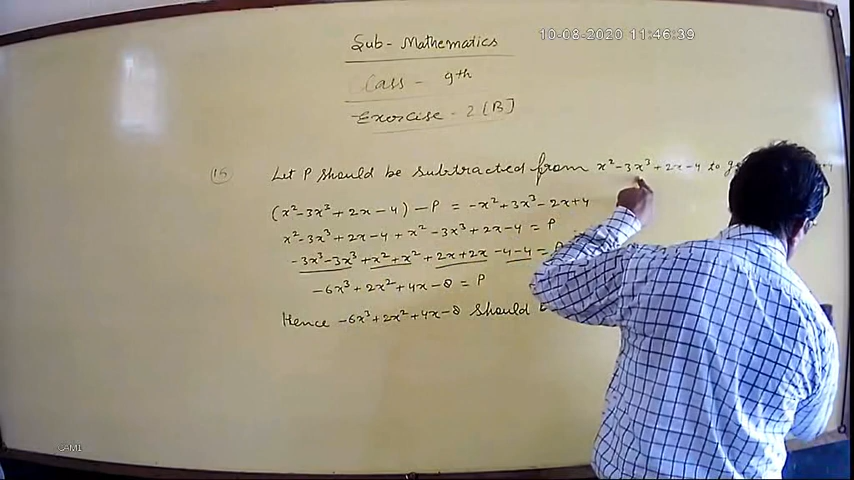 10-08-2020 11:46:39
Sub- Mathematics
Class - 9th
Exercise - 2 (B)
15 Let P should be subtracted from x²-3x³+2x-4 to
(x²-3x³+2x-4)-P = -x²+3x³-2x+4
x²-3x³+2x-4+x²-3x³+2x-4=P
-3x³-3x³+x²+x²+2x+2x-4-4=P
-6x³+2x²+4x-8=P
Hence -6x³+2x²+4x-8 should
CAM1